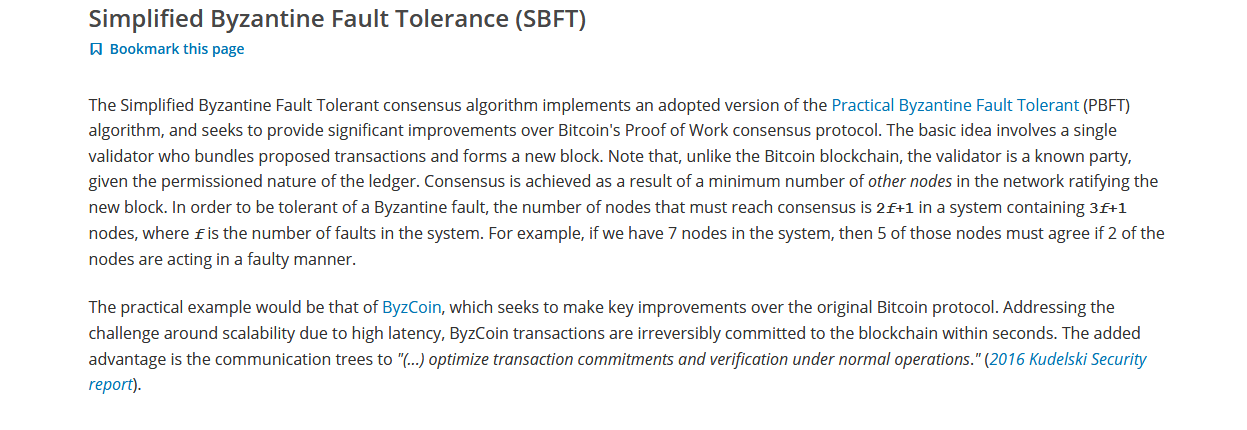 Simplified Byzantine Fault Tolerance (SBFT)
Bookmark this page
The Simplified Byzantine Fault Tolerant consensus algorithm implements an adopted version of the Practical Byzantine Fault Tolerant (PBFT)
algorithm, and seeks to provide significant improvements over Bitcoin's Proof of Work consensus protocol. The basic idea involves a single
validator who bundles proposed transactions and forms a new block. Note that, unlike the Bitcoin blockchain, the validator is a known party,
given the permissioned nature of the ledger. Consensus is achieved as a result of a minimum number of other nodes in the network ratifying the
new block. In order to be tolerant of a Byzantine fault, the number of nodes that must reach consensus is 2f+1 in a system containing 3f+1
nodes, where f is the number of faults in the system. For example, if we have 7 nodes in the system, then 5 of those nodes must agree if 2 of the
nodes are acting in a faulty manner.
The practical example would be that of ByzCoin, which seeks to make key improvements over the original Bitcoin protocol. Addressing the
challenge around scalability due to high latency, ByzCoin transactions are irreversibly committed to the blockchain within seconds. The added
advantage is the communication trees to "(...) optimize transaction commitments and verification under normal operations." (2016 Kudelski Security
report).